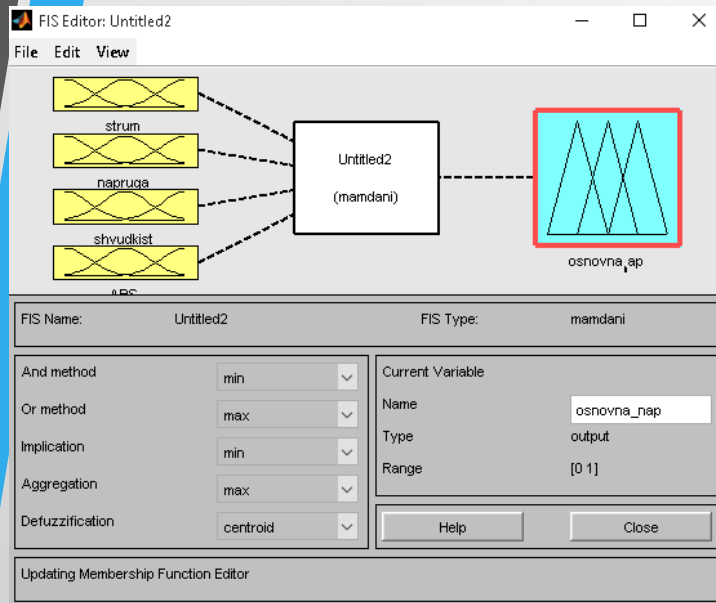 FIS Editor: Untitled2
File Edit View
strum
napruga
shvudkist
Untitled2
(mamdani)
FIS Name: Untitled2 FIS Type: mamdani
And method min
Or method max
Implication min
Aggregation max
Defuzzification centroid
Current Variable
Name osnovna_nap
Type output
Range [0 1]
Help Close
Updating Membership Function Editor